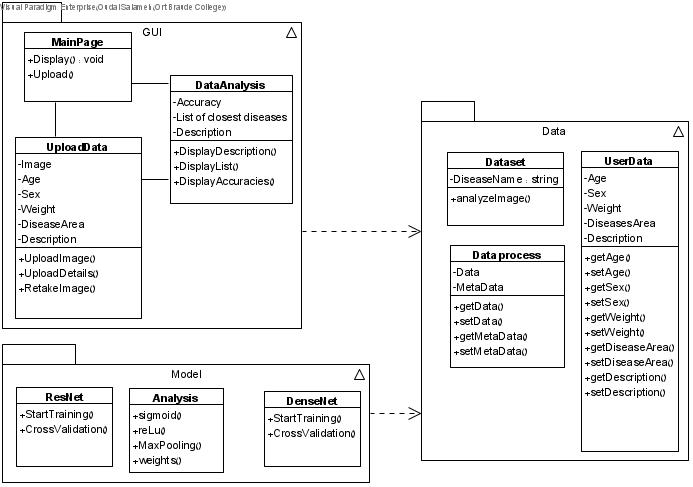 Visual Paradigm. Enterprise(Oudai Salameh(Ort Braude College))
GUI
MainPage
+Display() : void
+Upload()
DataAnalysis
-Accuracy
-List of closest diseases
-Description
+DisplayDescription()
+DisplayList()
+DisplayAccuracies()
UploadData
-Image
-Age
-Sex
-Weight
-DiseaseArea
-Description
+UploadImage()
+UploadDetails()
+RetakeImage()
Data
Dataset
-DiseaseName : string
+analyzeImage()
UserData
-Age
-Sex
-Weight
-DiseasesArea
-Description
+getAge()
+setAge()
+getSex()
+setSex()
+getWeight()
+setWeight()
+getDiseaseArea()
+setDiseaseArea()
+getDescription()
+setDescription()
Data process
-Data
-MetaData
+getData()
+setData()
+getMetaData()
+setMetaData()
Model
ResNet
+StartTraining()
+CrossValidation()
Analysis
+sigmoid()
+reLu()
+MaxPooling()
+weights()
DenseNet
+StartTraining()
+CrossValidation()